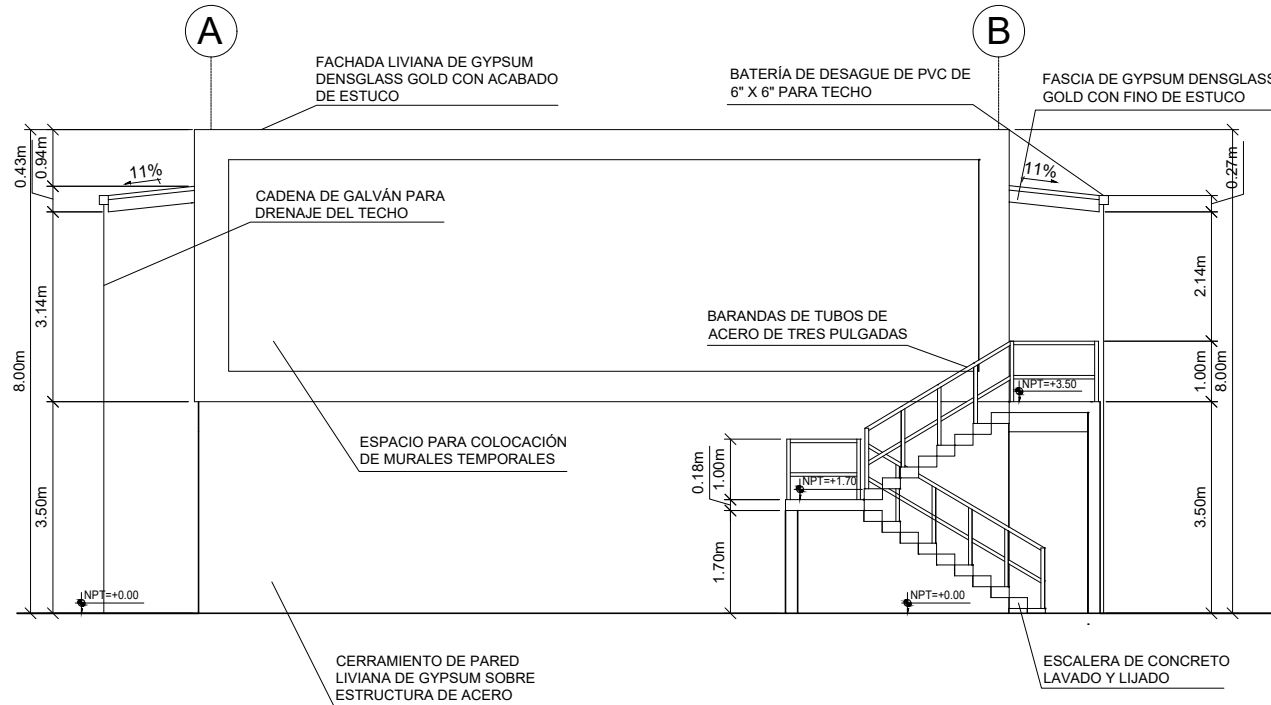 A
B
FACHADA LIVIANA DE GYPSUM
DENSGLASS GOLD CON ACABADO
DE ESTUCO
BATERÍA DE DESAGUE DE PVC DE
6" X 6" PARA TECHO
FASCIA DE GYPSUM DENSGLASS
GOLD CON FINO DE ESTUCO
0.43m
0.94m
11%
11%
0.27m
CADENA DE GALVÁN PARA
DRENAJE DEL TECHO
3.14m
2.14m
BARANDAS DE TUBOS DE
ACERO DE TRES PULGADAS
8.00m
1.00m
8.00m
NPT=+3.50
ESPACIO PARA COLOCACIÓN
DE MURALES TEMPORALES
0.18m
1.00m
NPT=+1.70
3.50m
3.50m
1.70m
NPT=+0.00
NPT=+0.00
CERRAMIENTO DE PARED
LIVIANA DE GYPSUM SOBRE
ESTRUCTURA DE ACERO
ESCALERA DE CONCRETO
LAVADO Y LIJADO